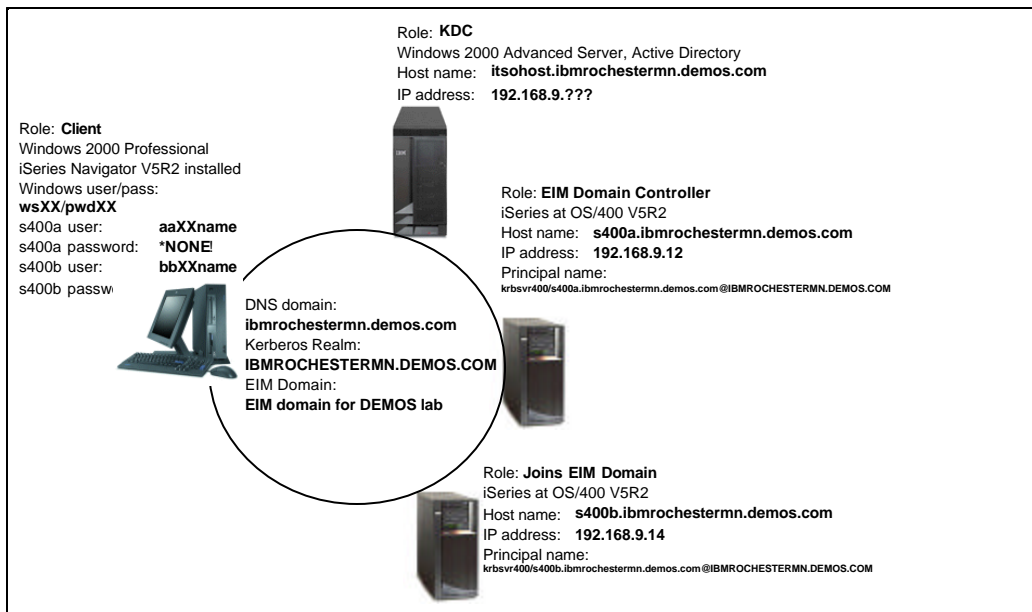 Role: KDC
Windows 2000 Advanced Server, Active Directory
Host name: itsohost.ibmrochestermn.demos.com
IP address: 192.168.9.???
IBM
Role: Client
Windows 2000 Professional
iSeries Navigator V5R2 installed
Windows user/pass:
wsXX/pwdXX
s400a user: aaXXname
s400a password: *NONE!
s400b user: bbXXname
s400b passw
DNS domain:
ibmrochestermn.demos.com
Kerberos Realm:
IBMROCHESTERMN.DEMOS.COM
EIM Domain:
EIM domain for DEMOS lab
Role: EIM Domain Controller
iSeries at OS/400 V5R2
Host name: s400a.ibmrochestermn.demos.com
IP address: 192.168.9.12
Principal name:
krbsvr400/s400a.ibmrochestermn.demos.com@IBMROCHESTERMN.DEMOS.COM
Role: Joins EIM Domain
iSeries at OS/400 V5R2
Host name: s400b.ibmrochestermn.demos.com
IP address: 192.168.9.14
Principal name:
krbsvr400/s400b.ibmrochestermn.demos.com@IBMROCHESTERMN.DEMOS.COM